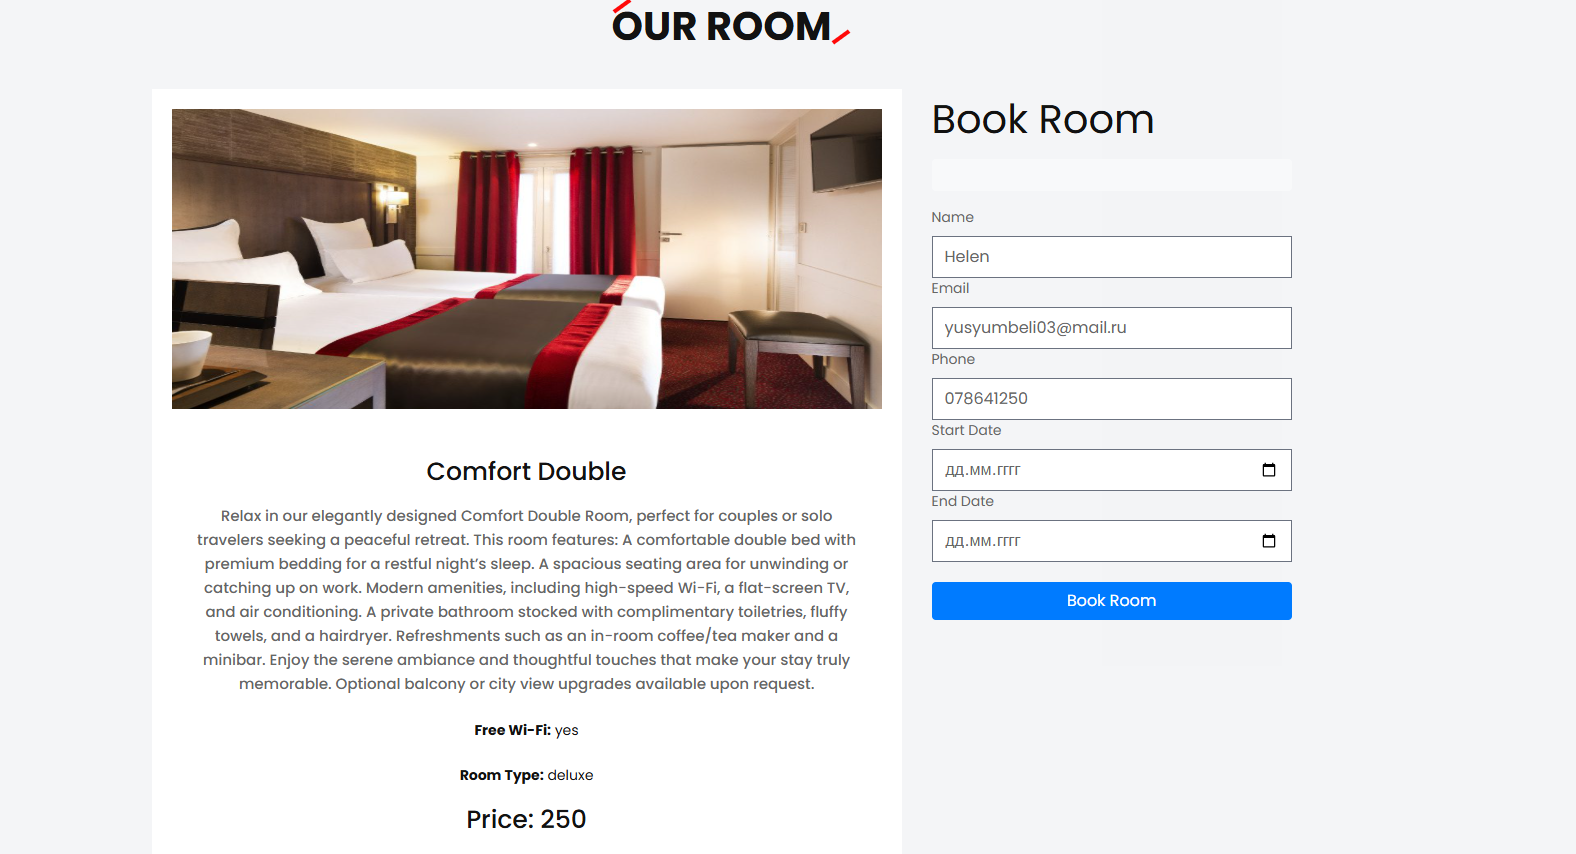 OUR ROOM
Comfort Double
Relax in our elegantly designed Comfort Double Room, perfect for couples or solo
travelers seeking a peaceful retreat. This room features: A comfortable double bed with
premium bedding for a restful night’s sleep. A spacious seating area for unwinding or
catching up on work. Modern amenities, including high-speed Wi-Fi, a flat-screen TV,
and air conditioning. A private bathroom stocked with complimentary toiletries, fluffy
towels, and a hairdryer. Refreshments such as an in-room coffee/tea maker and a
minibar. Enjoy the serene ambiance and thoughtful touches that make your stay truly
memorable. Optional balcony or city view upgrades available upon request.
Free Wi-Fi: yes
Room Type: deluxe
Price: 250
Book Room
Name
Helen
Email
yusyumbeli03@mail.ru
Phone
078641250
Start Date
дд.мм.гггг
End Date
дд.мм.гггг
Book Room